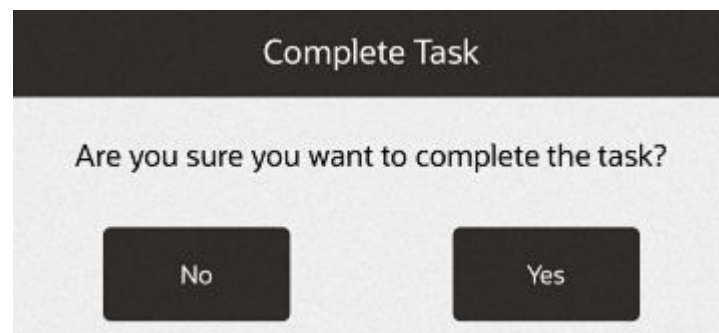 Complete Task
Are you sure you want to complete the task?
No Yes